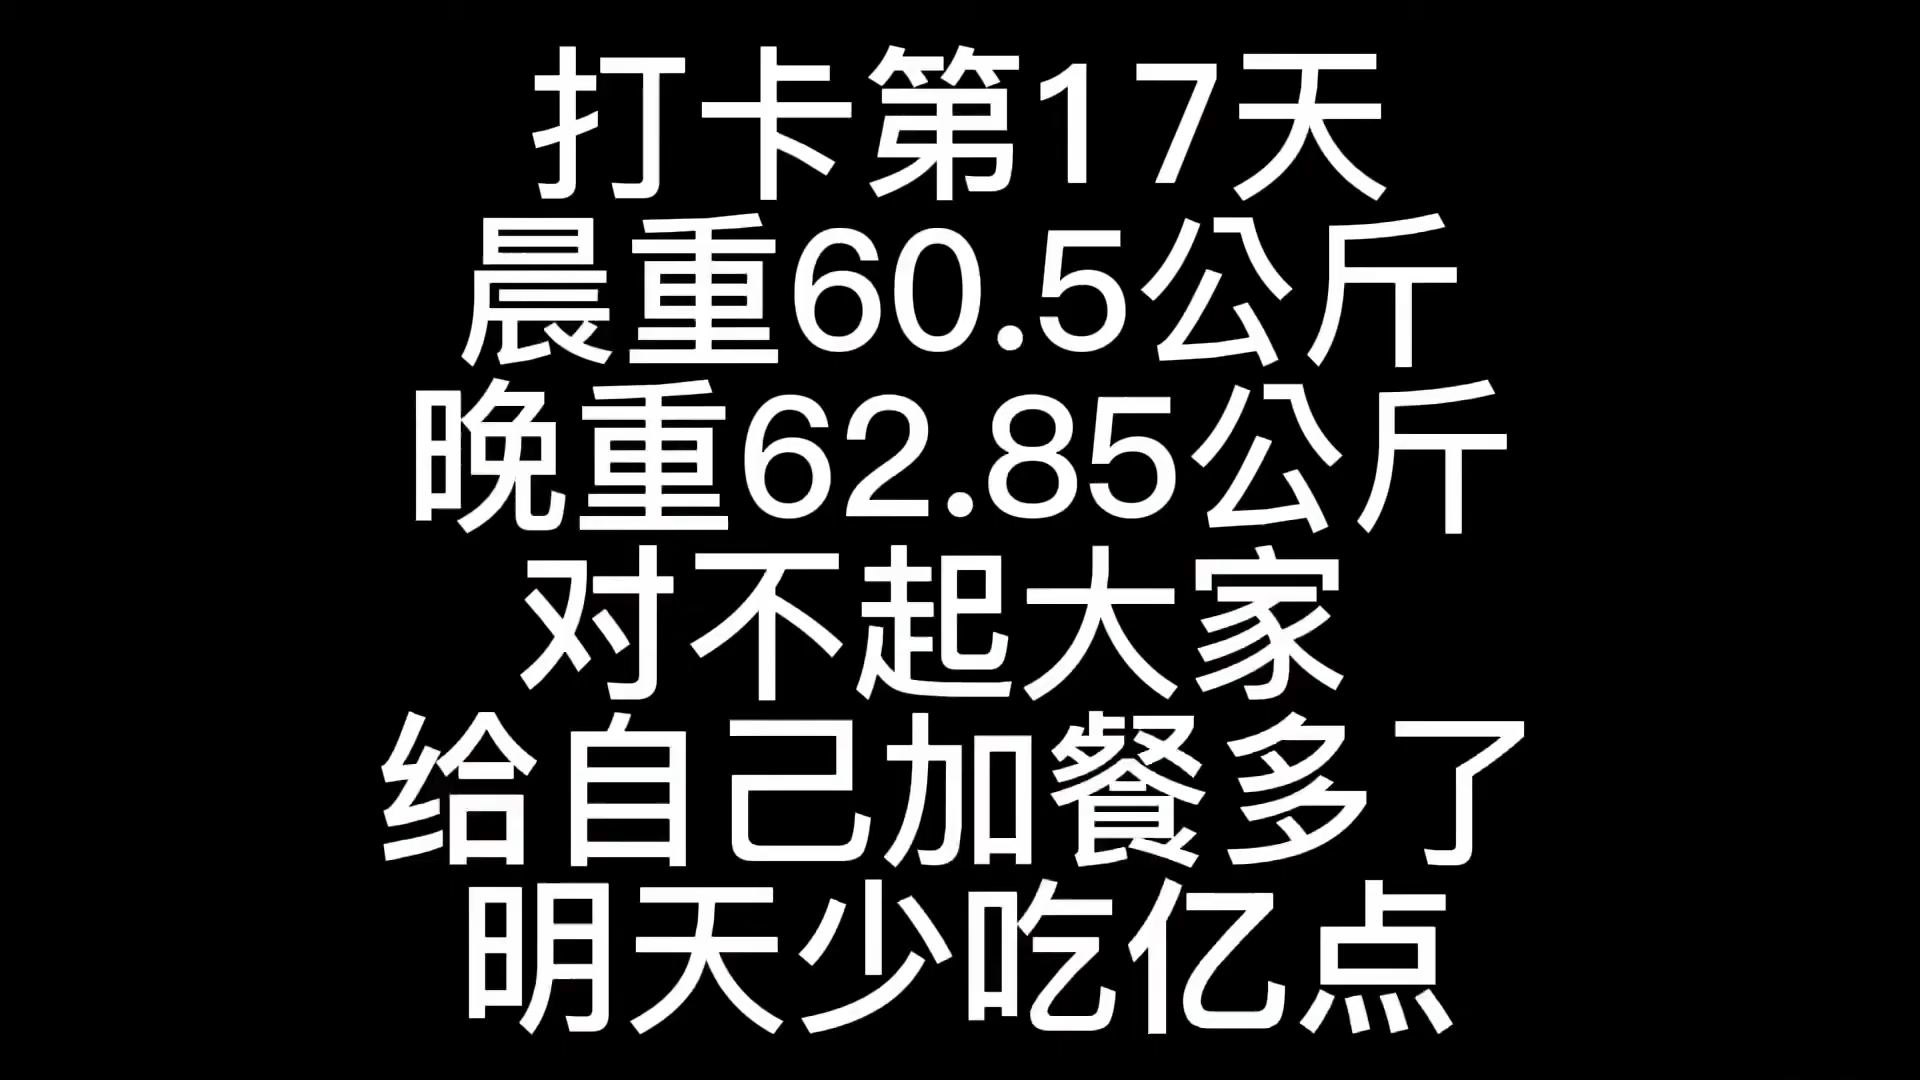 打卡第17天
晨重60.5公斤
晚重62.85公斤
对不起大家
给自己加餐多了
明天少吃亿点